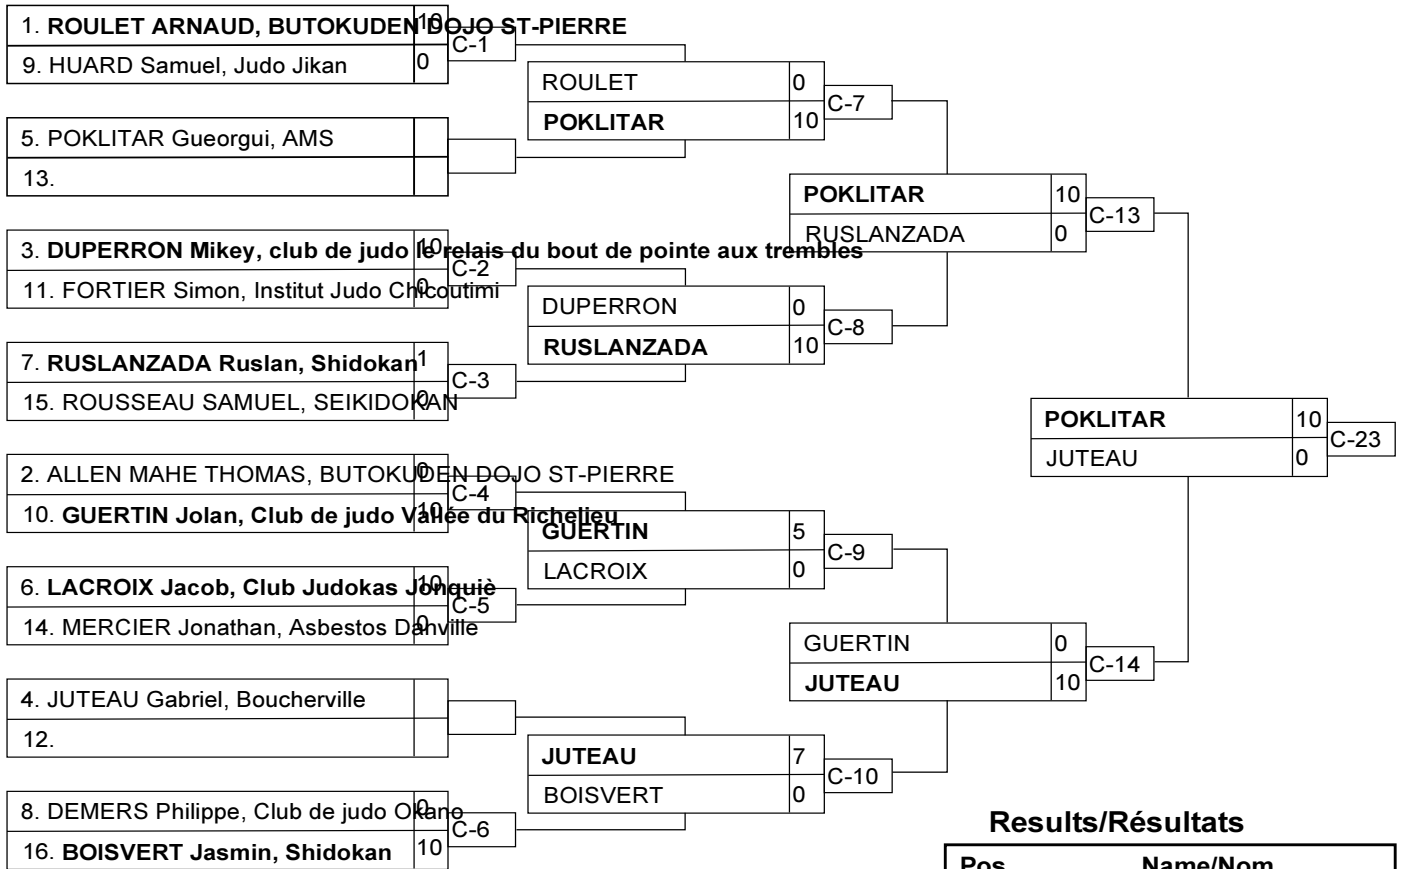 1. ROULET ARNAUD, BUTOKUDEN DOJO ST-PIERRE 10
C-1
9. HUARD Samuel, Judo Jikan 0
ROULET 0
C-7
POKLITAR 10
5. POKLITAR Gueorgui, AMS
13.
POKLITAR 10
C-13
RUSLANZADA 0
3. DUPERRON Mikey, club de judo le relais du bout de pointe aux trembles 10
C-2
11. FORTIER Simon, Institut Judo Chicoutimi 0
DUPERRON 0
C-8
RUSLANZADA 10
7. RUSLANZADA Ruslan, Shidokan 1
C-3
15. ROUSSEAU SAMUEL, SEIKIDOKAN 0
POKLITAR 10
C-23
JUTEAU 0
2. ALLEN MAHE THOMAS, BUTOKUDEN DOJO ST-PIERRE 0
C-4
10. GUERTIN Jolan, Club de judo Vallée du Richelieu 10
GUERTIN 5
C-9
LACROIX 0
6. LACROIX Jacob, Club Judokas Jonquiè 10
C-5
14. MERCIER Jonathan, Asbestos Danville 0
GUERTIN 0
C-14
JUTEAU 10
4. JUTEAU Gabriel, Boucherville
12.
JUTEAU 7
C-10
BOISVERT 0
8. DEMERS Philippe, Club de judo Okano 0
C-6
16. BOISVERT Jasmin, Shidokan 10
Results/Résultats
Pos Name/Nom